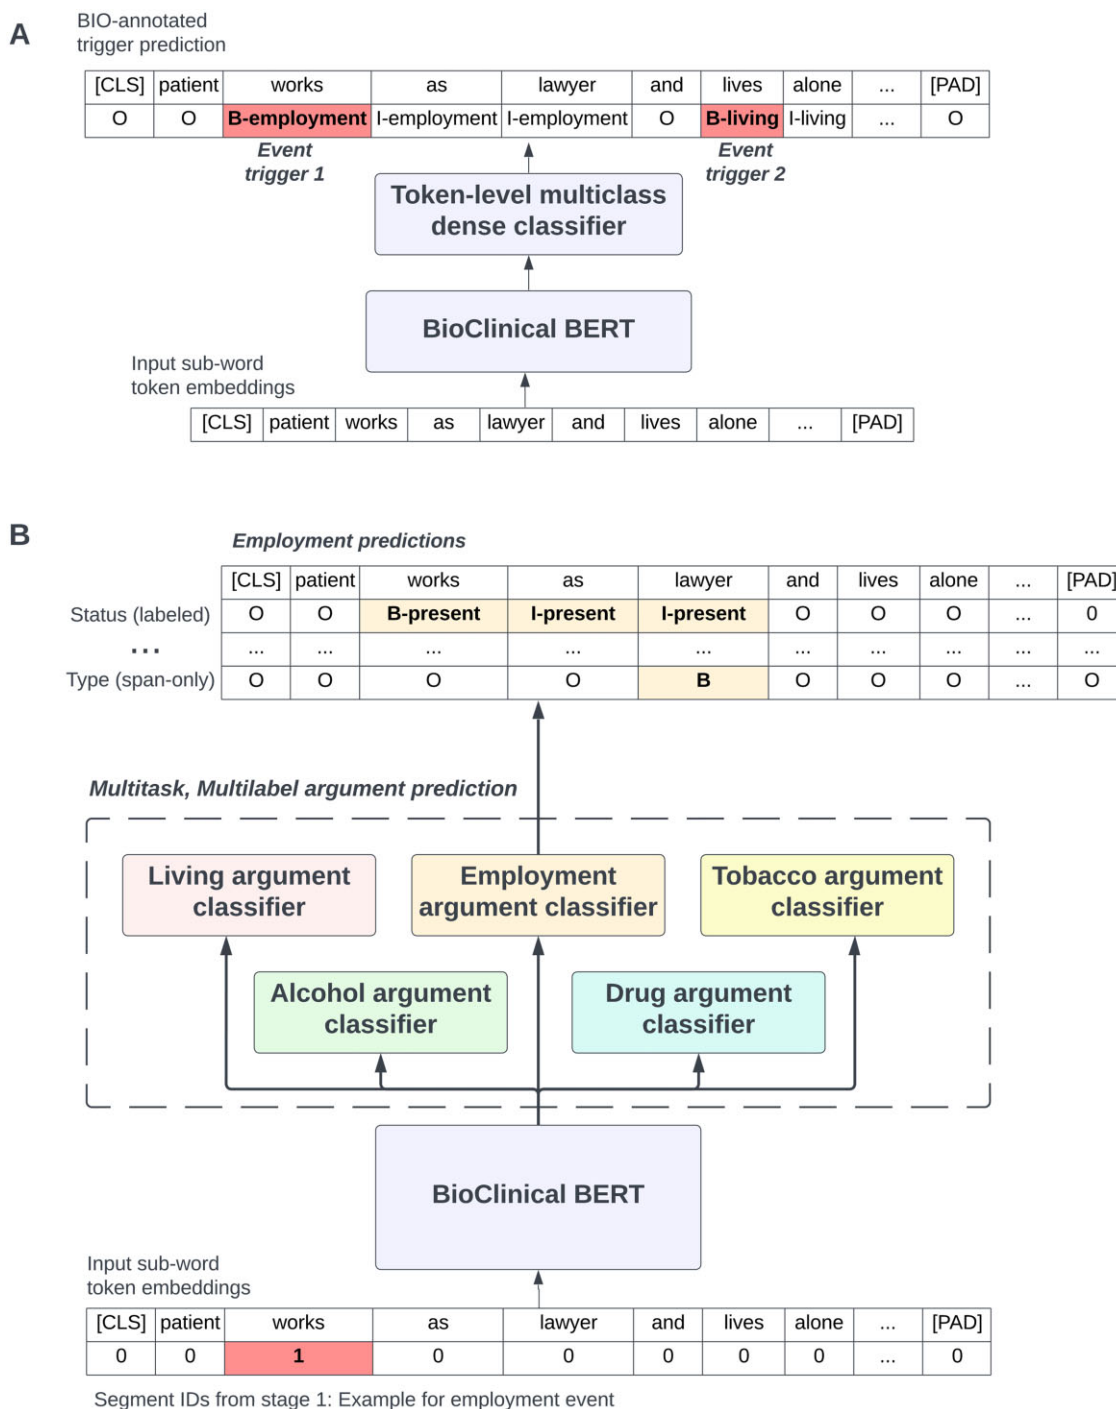 A
BIO-annotated
trigger prediction
[CLS] patient works as lawyer and lives alone ... [PAD]
O O B-employment I-employment I-employment O B-living I-living ... O
Event
trigger 1
Event
trigger 2
Token-level multiclass
dense classifier
BioClinical BERT
Input sub-word
token embeddings
[CLS] patient works as lawyer and lives alone ... [PAD]
B
Employment predictions
[CLS] patient works as lawyer and lives alone ... [PAD]
Status (labeled) O O B-present I-present I-present O O O ... 0
... ... ... ... ... ... ... ... ... ... ...
Type (span-only) O O O O B O O O ... O
Multitask, Multilabel argument prediction
Living argument
classifier
Employment
argument classifier
Tobacco argument
classifier
Alcohol argument
classifier
Drug argument
classifier
BioClinical BERT
Input sub-word
token embeddings
[CLS] patient works as lawyer and lives alone ... [PAD]
0 0 1 0 0 0 0 0 ... 0
Segment IDs from stage 1: Example for employment event